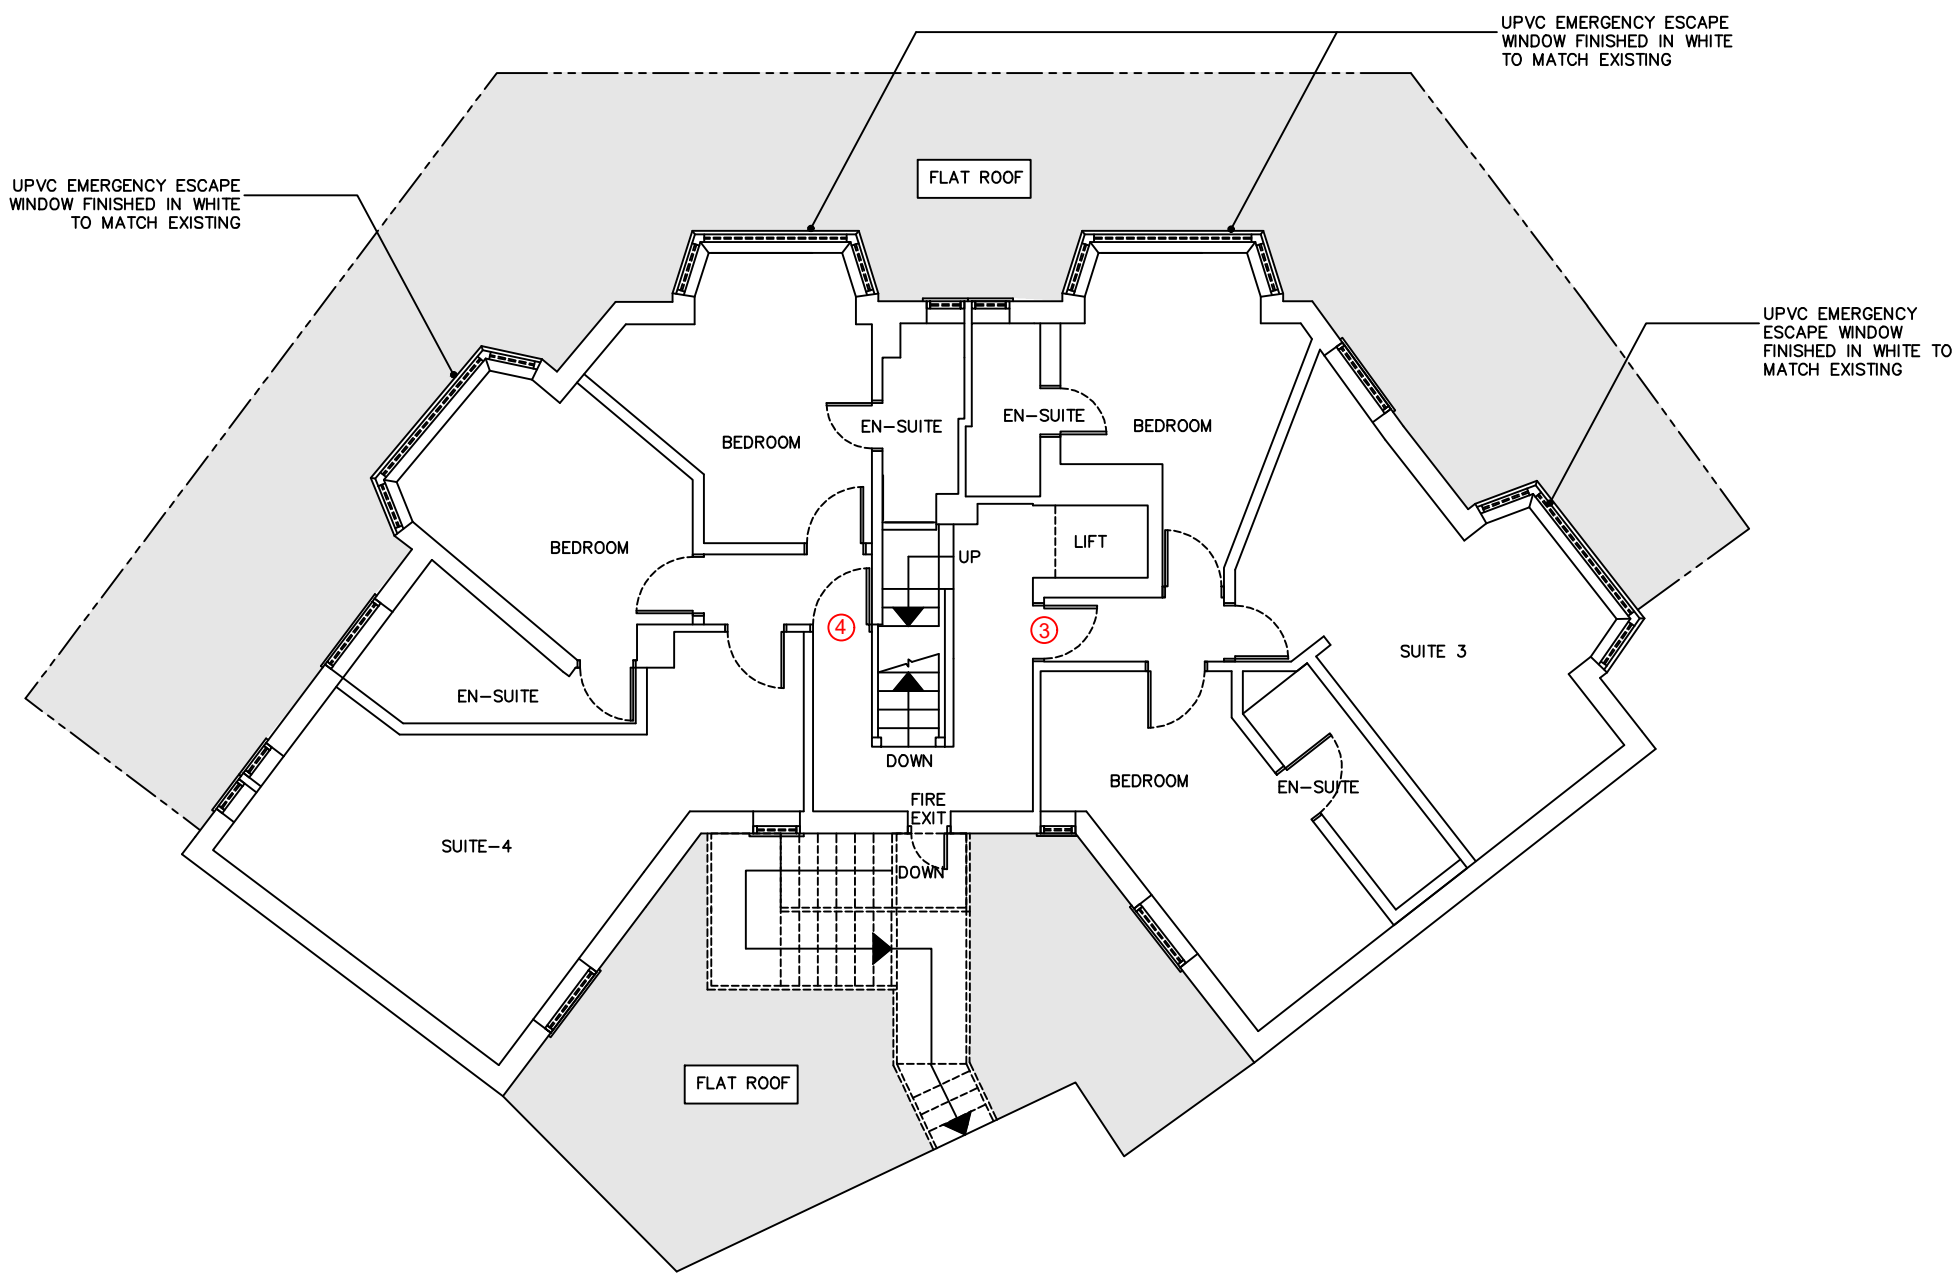 UPVC EMERGENCY ESCAPE
WINDOW FINISHED IN WHITE
TO MATCH EXISTING
UPVC EMERGENCY ESCAPE
WINDOW FINISHED IN WHITE
TO MATCH EXISTING
FLAT ROOF
UPVC EMERGENCY
ESCAPE WINDOW
FINISHED IN WHITE TO
MATCH EXISTING
EN-SUITE
EN-SUITE
BEDROOM
BEDROOM
BEDROOM
LIFT
UP
4
3
SUITE 3
EN-SUITE
DOWN
BEDROOM
EN-SUITE
FIRE
EXIT
SUITE-4
DOWN
FLAT ROOF